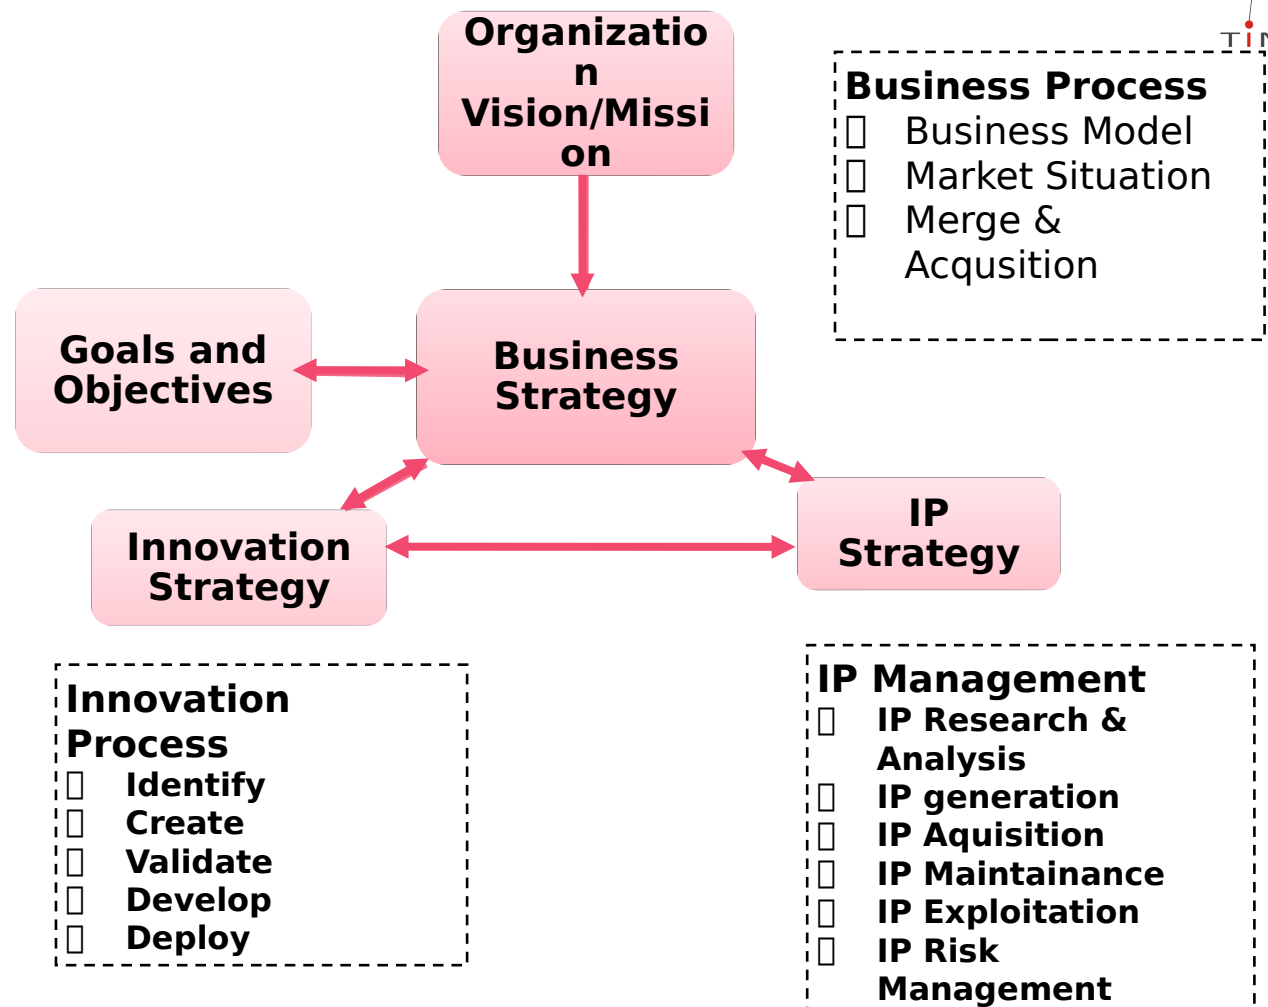 Organizatio
n
Vision/Missi
on
Business Process
Business Model
Market Situation
Merge &
Acqusition
Goals and
Objectives
Business
Strategy
Innovation
Strategy
IP
Strategy
Innovation
Process
Identify
Create
Validate
Develop
Deploy
IP Management
IP Research &
Analysis
IP generation
IP Aquisition
IP Maintainance
IP Exploitation
IP Risk
Management